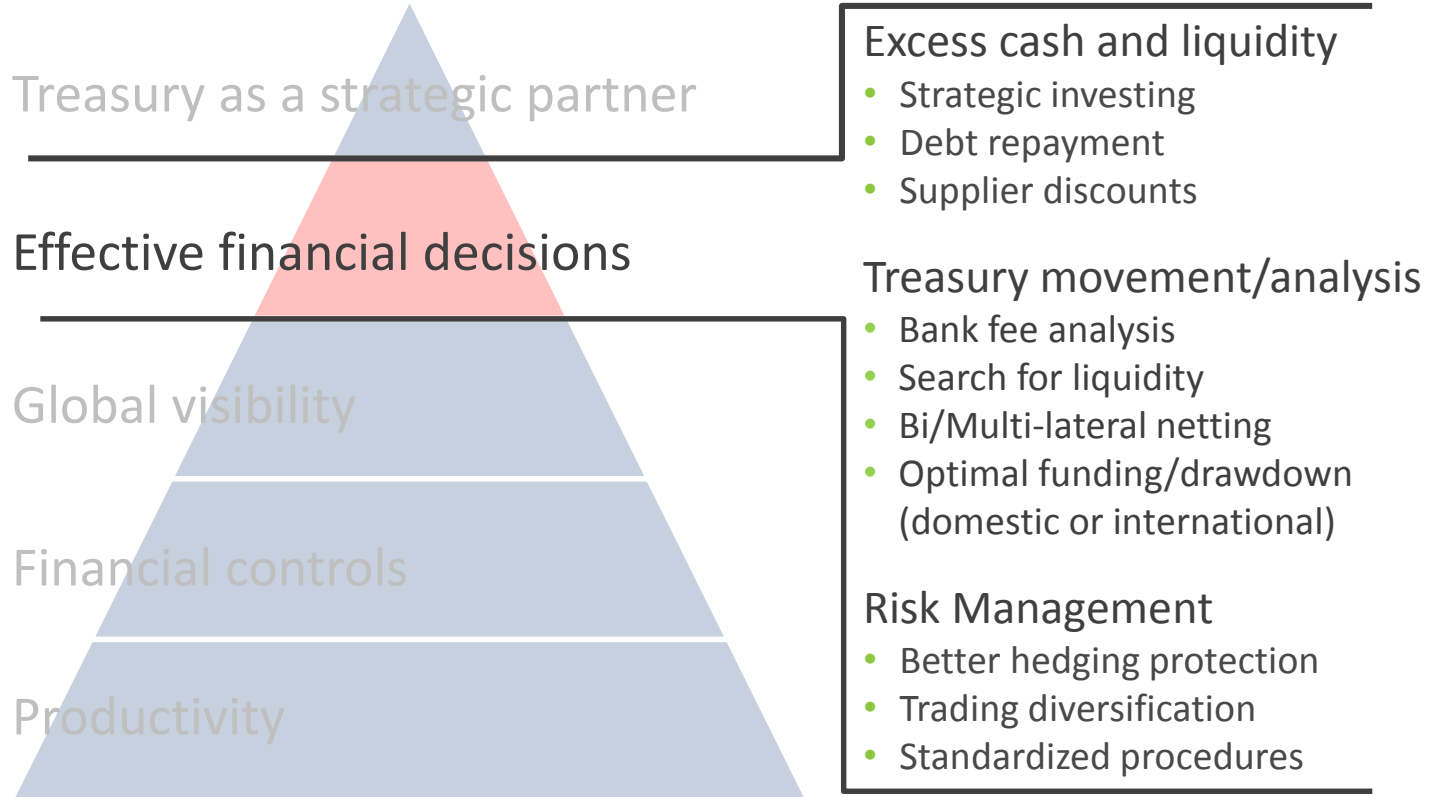 Treasury as a strategic partner
Effective financial decisions
Global visibility
Financial controls
Productivity
Excess cash and liquidity
• Strategic investing
• Debt repayment
• Supplier discounts
Treasury movement/analysis
• Bank fee analysis
• Search for liquidity
• Bi/Multi-lateral netting
• Optimal funding/drawdown
(domestic or international)
Risk Management
• Better hedging protection
• Trading diversification
• Standardized procedures